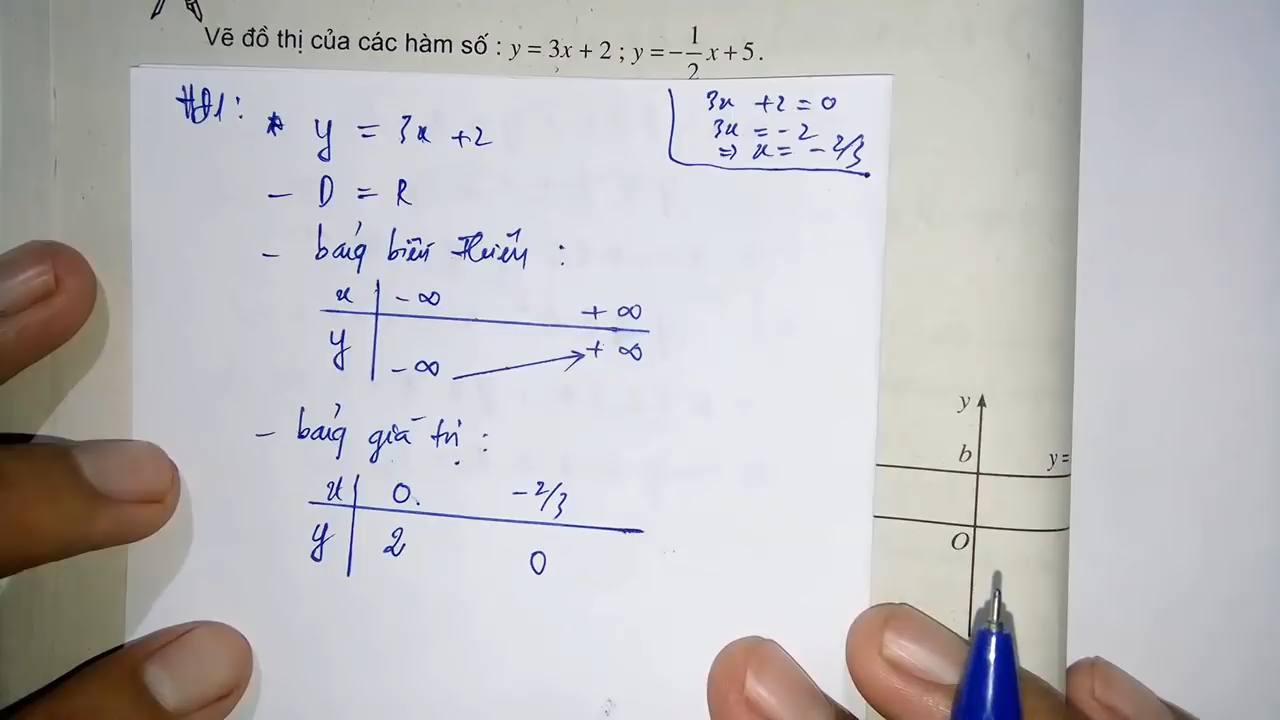 Vẽ đồ thị của các hàm số : y = 3x + 2 ; y = -1/2 x + 5.
HĐ1 :
* y = 3x + 2
3x + 2 = 0
3x = - 2
⇒ x = - 2/3
- D = R
- bảng biến thiên :
x - ∞ + ∞
y - ∞ + ∞
- bảng giá trị :
x 0. - 2/3
y 2 0
y
b
y =
O